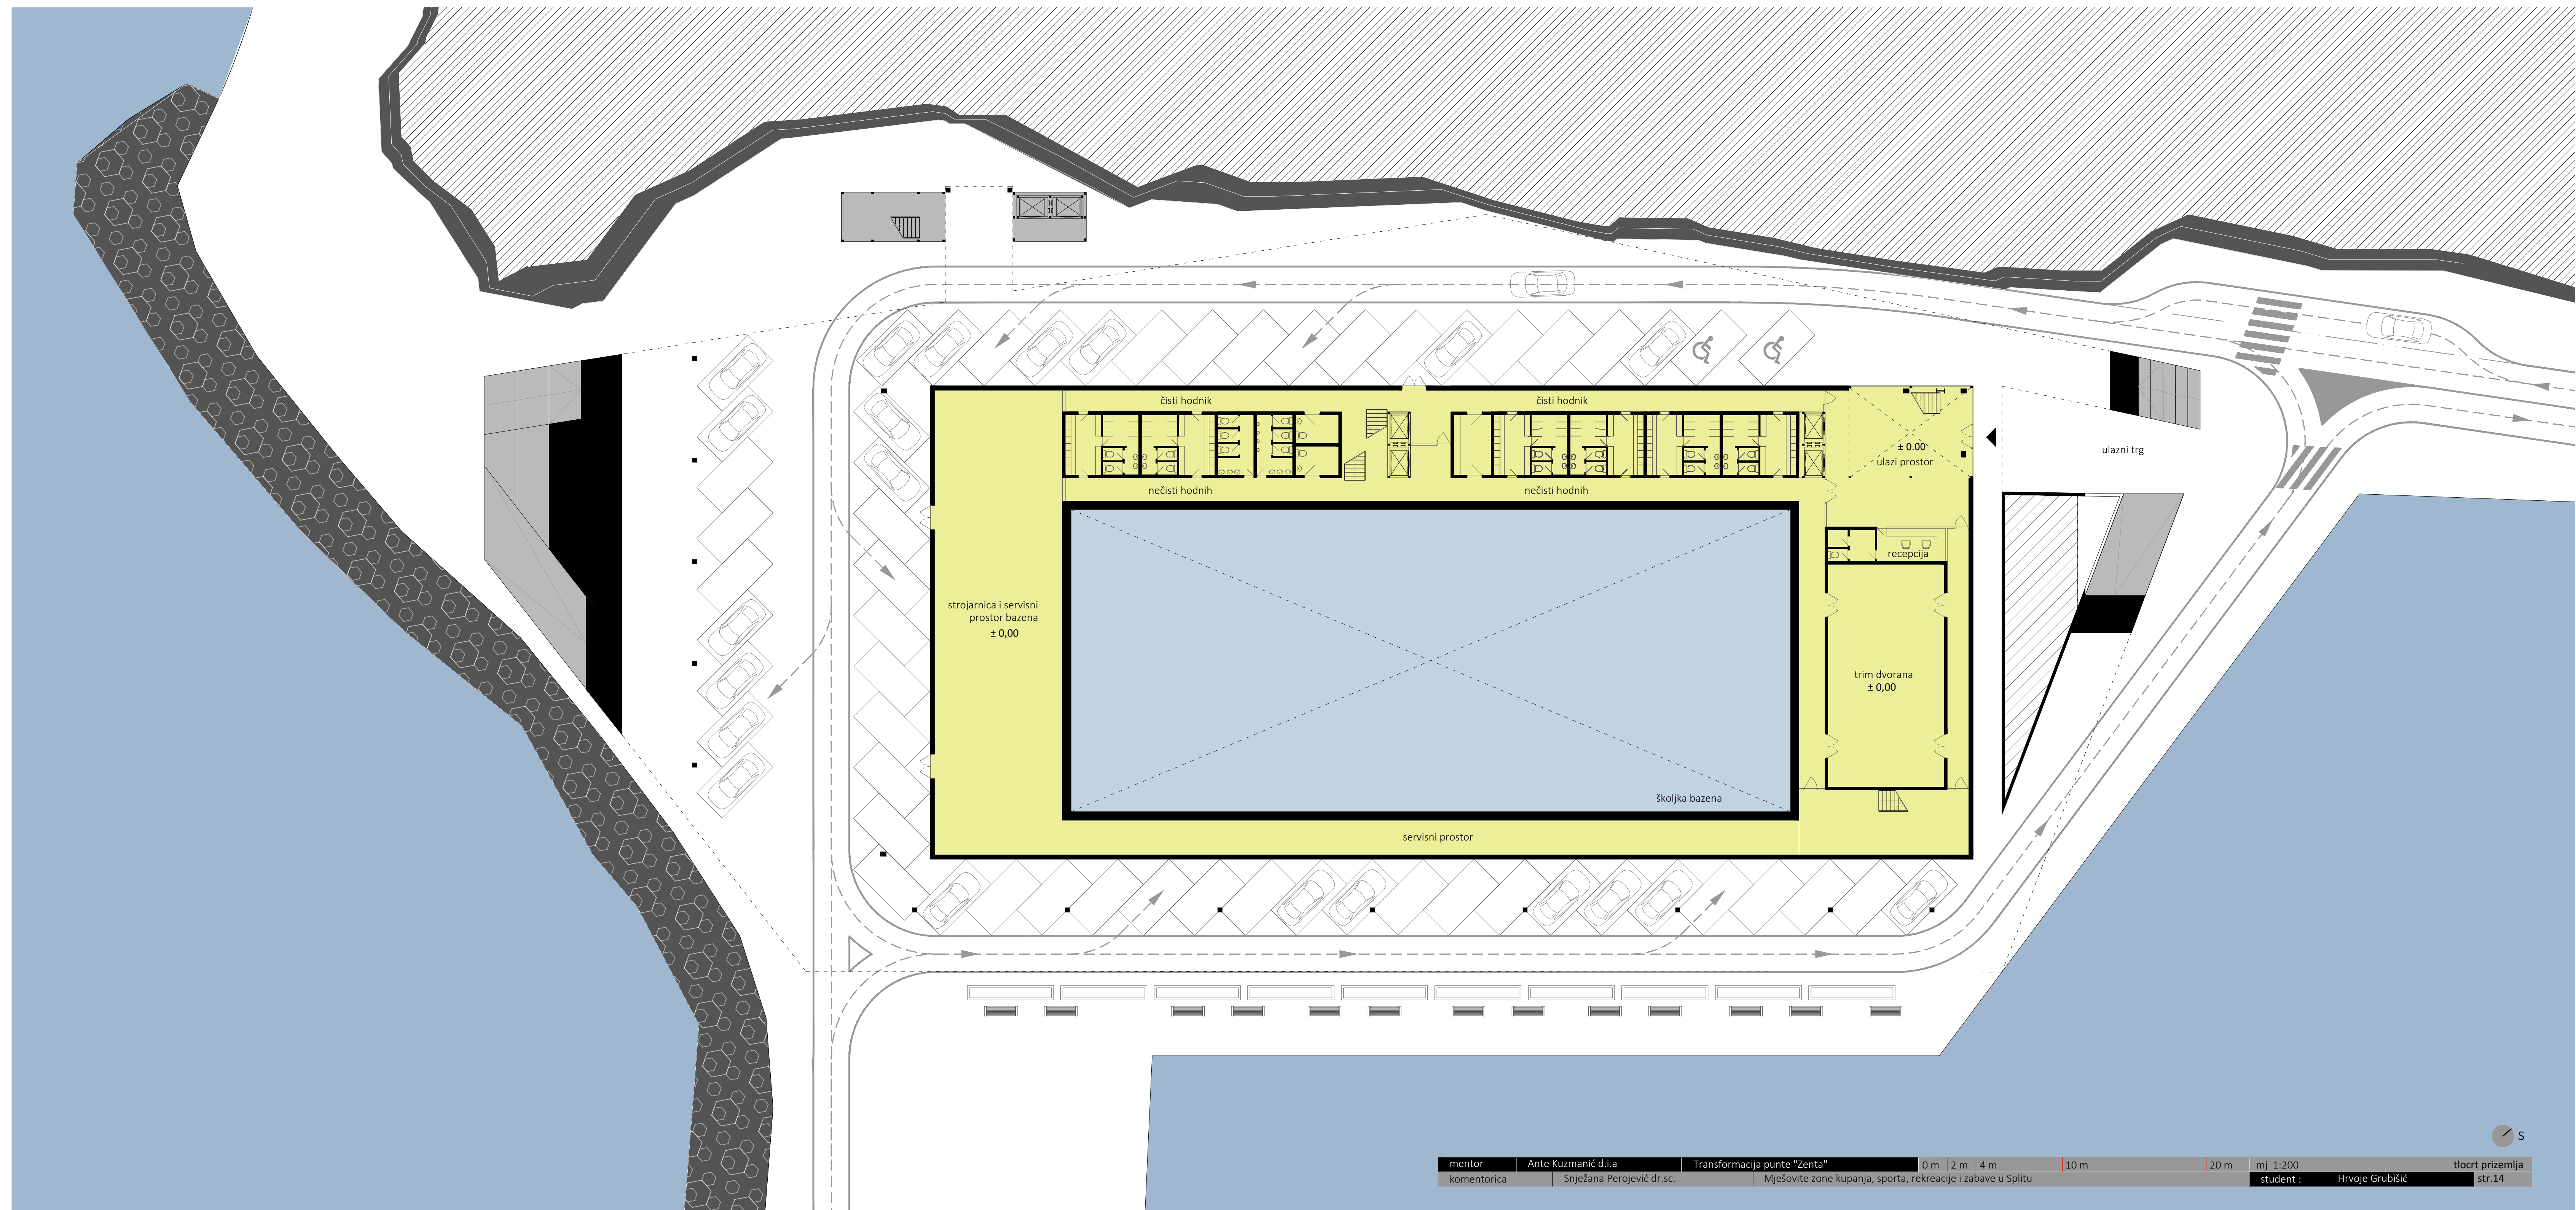 čisti hodnik
čisti hodnik
± 0.00
ulazi prostor
ulazni trg
nečisti hodnik
nečisti hodnik
recepcija
strojarnica i servisni
prostor bazena
± 0,00
trim dvorana
± 0,00
školjka bazena
servisni prostor
S
mentor
Ante Kuzmanić d.i.a
Transformacija punte "Zenta"
0 m
2 m
4 m
10 m
20 m
mj 1:200
tlocrt prizemlja
komentorica
Snježana Perojević dr.sc.
Mješovite zone kupanja, sporta, rekreacije i zabave u Splitu
student :
Hrvoje Grubišić
str.14